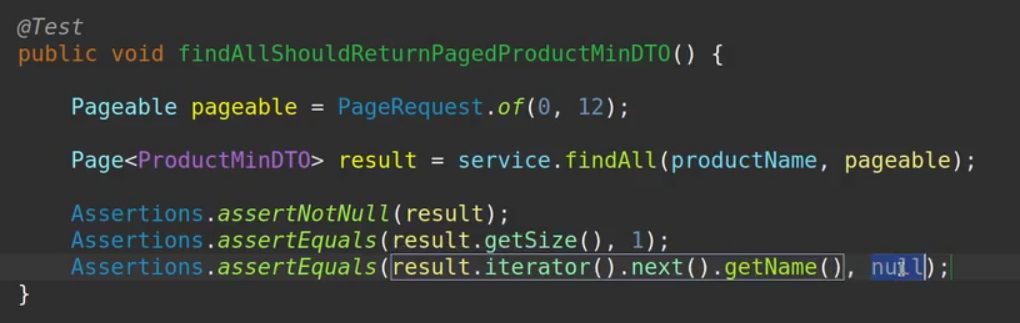 @Test
public void findAllShouldReturnPagedProductMinDTO() {
Pageable pageable = PageRequest.of(0, 12);
Page<ProductMinDTO> result = service.findAll(productName, pageable);
Assertions.assertNotNull(result);
Assertions.assertEquals(result.getSize(), 1);
Assertions.assertEquals(result.iterator().next().getName(), null);
}